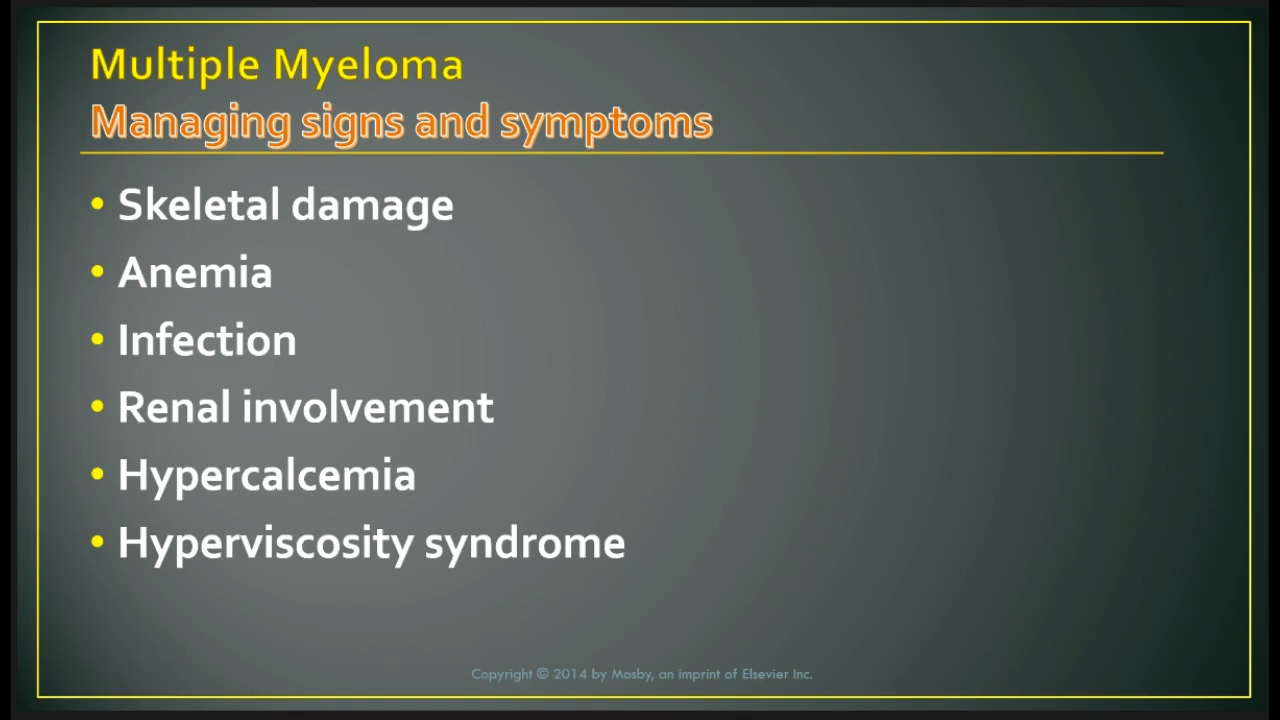 Multiple Myeloma
Managing signs and symptoms
• Skeletal damage
• Anemia
• Infection
• Renal involvement
• Hypercalcemia
• Hyperviscosity syndrome
Copyright © 2014 by Mosby, an imprint of Elsevier Inc.